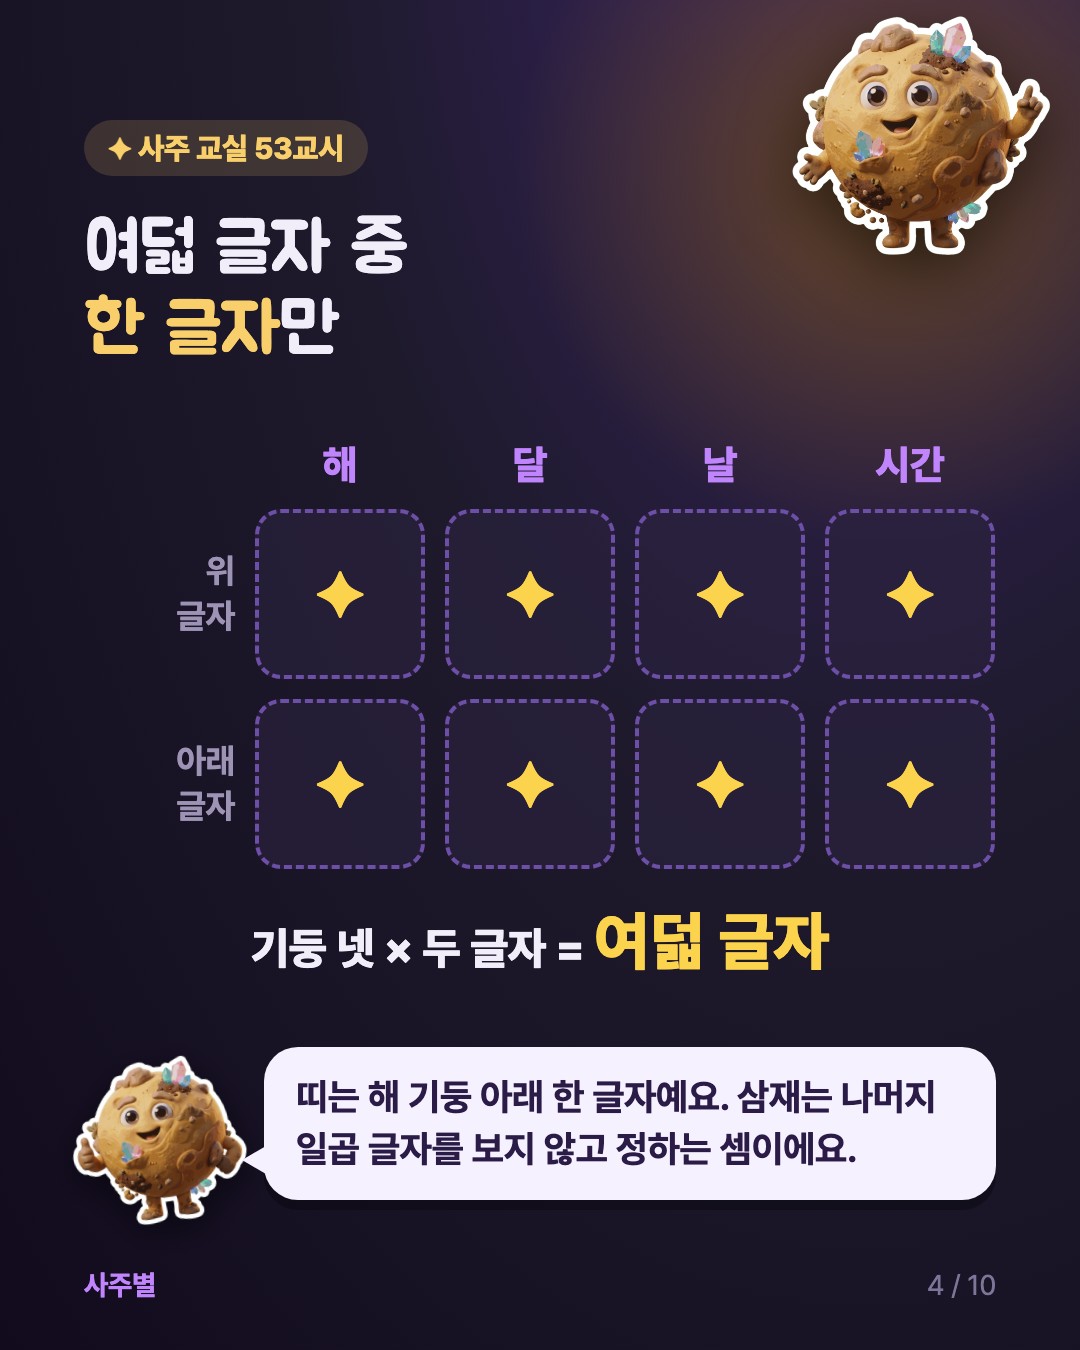 사주 교실 53교시
여덟 글자 중
한 글자만
해 달 날 시간
위
글자
아래
글자
기둥 넷 × 두 글자 = 여덟 글자
띠는 해 기둥 아래 한 글자예요. 삼재는 나머지
일곱 글자를 보지 않고 정하는 셈이에요.
사주별
4 / 10